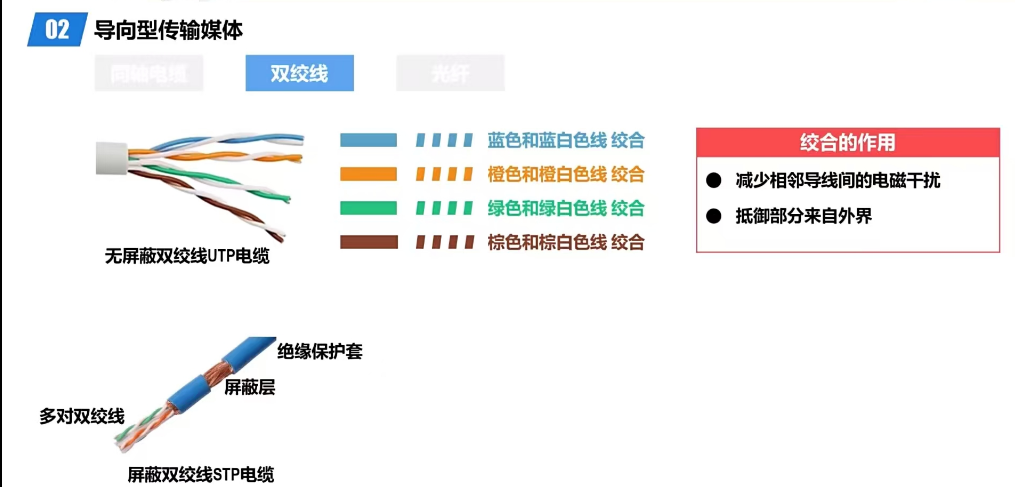 02 导向型传输媒体
同轴电缆 双绞线 光纤
蓝色和蓝白色线 绞合
橙色和橙白色线 绞合
绿色和绿白色线 绞合
棕色和棕白色线 绞合
无屏蔽双绞线UTP电缆
绞合的作用
● 减少相邻导线间的电磁干扰
● 抵御部分来自外界
绝缘保护套
屏蔽层
多对双绞线
屏蔽双绞线STP电缆